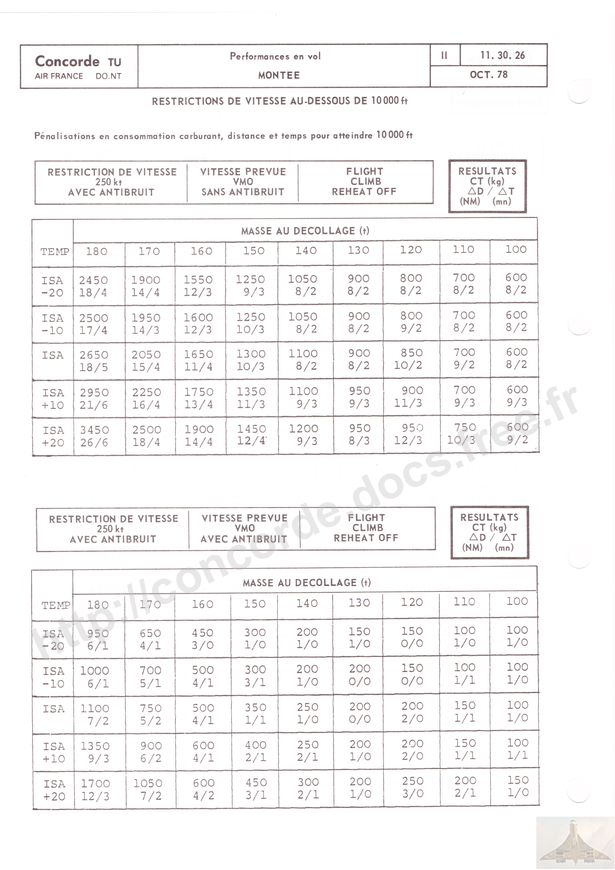 Concorde TU
AIR FRANCE DO.NT
Performances en vol
MONTEE
II
11. 30. 26
OCT. 78
RESTRICTIONS DE VITESSE AU-DESSOUS DE 10 000 ft
Pénalisations en consommation carburant, distance et temps pour atteindre 10 000 ft
RESTRICTION DE VITESSE
250 kt
AVEC ANTIBRUIT
VITESSE PREVUE
VMO
SANS ANTIBRUIT
FLIGHT
CLIMB
REHEAT OFF
RESULTATS
CT (kg)
△D / △T
(NM) (mn)
MASSE AU DECOLLAGE (t)
TEMP 180 170 160 150 140 130 120 110 100
ISA 2450 1900 1550 1250 1050 900 800 700 600
-20 18/4 14/4 12/3 9/3 8/2 8/2 8/2 8/2 8/2
ISA 2500 1950 1600 1250 1050 900 800 700 600
-10 17/4 14/3 12/3 10/3 8/2 8/2 9/2 8/2 8/2
ISA 2650 2050 1650 1300 1100 900 850 700 600
18/5 15/4 11/4 10/3 8/2 8/2 10/2 9/2 8/2
ISA 2950 2250 1750 1350 1100 950 900 700 600
+10 21/6 16/4 13/4 11/3 9/3 9/3 11/3 9/3 9/3
ISA 3450 2500 1900 1450 1200 950 950 750 600
+20 26/6 18/4 14/4 12/4 9/3 8/3 12/3 10/3 9/2
RESTRICTION DE VITESSE
250 kt
AVEC ANTIBRUIT
VITESSE PREVUE
VMO
AVEC ANTIBRUIT
FLIGHT
CLIMB
REHEAT OFF
RESULTATS
CT (kg)
△D / △T
(NM) (mn)
MASSE AU DECOLLAGE (t)
TEMP 180 170 160 150 140 130 120 110 100
ISA 950 650 450 300 200 150 150 100 100
-20 6/1 4/1 3/0 1/0 1/0 1/0 0/0 1/0 1/0
ISA 1000 700 500 300 200 200 150 100 100
-10 6/1 5/1 4/1 3/1 1/0 0/0 0/0 1/1 1/1
ISA 1100 750 500 350 250 200 200 150 100
7/2 5/2 4/1 2/1 1/0 0/0 1/0 1/1 1/0
ISA 1350 900 600 400 250 200 200 150 100
+10 9/3 6/2 4/1 2/1 2/1 1/0 2/0 1/1 1/1
ISA 1700 1050 600 450 300 200 250 200 150
+20 12/3 7/2 4/2 3/1 2/1 1/0 3/0 2/1 1/0
http://concorde.docs.free.fr